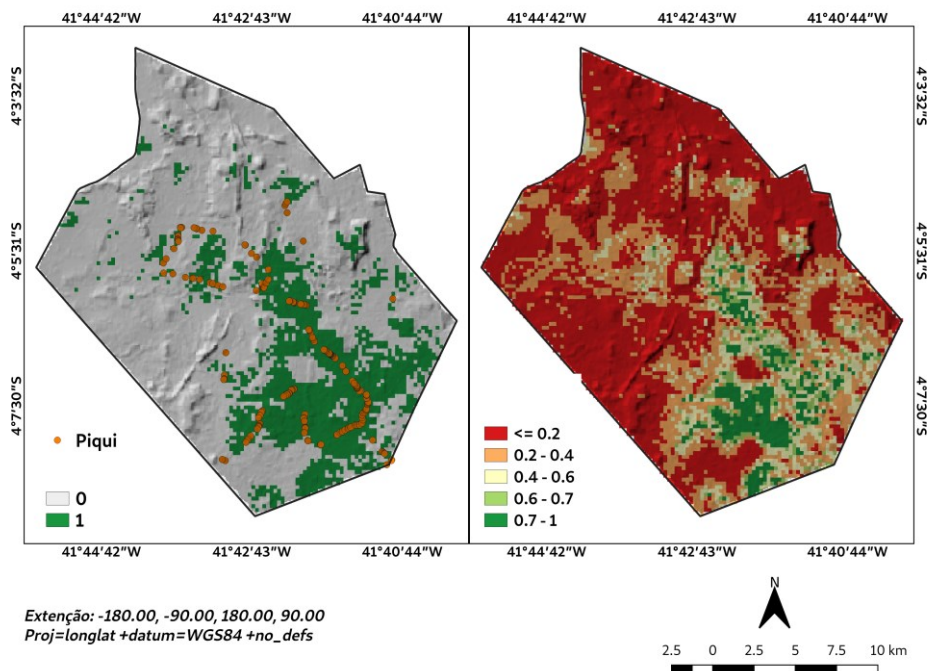 41°44'42"W 41°42'43"W 41°40'44"W 41°44'42"W 41°42'43"W 41°40'44"W
4°3'32"S
4°5'31"S
4°7'30"S
Piqui
0
1
<= 0.2
0.2 - 0.4
0.4 - 0.6
0.6 - 0.7
0.7 - 1
4°3'32"S
4°5'31"S
4°7'30"S
41°44'42"W 41°42'43"W 41°40'44"W 41°44'42"W 41°42'43"W 41°40'44"W
Extenção: -180.00, -90.00, 180.00, 90.00
Proj=longlat +datum=WGS84 +no_defs
N
2.5 0 2.5 5 7.5 10 km